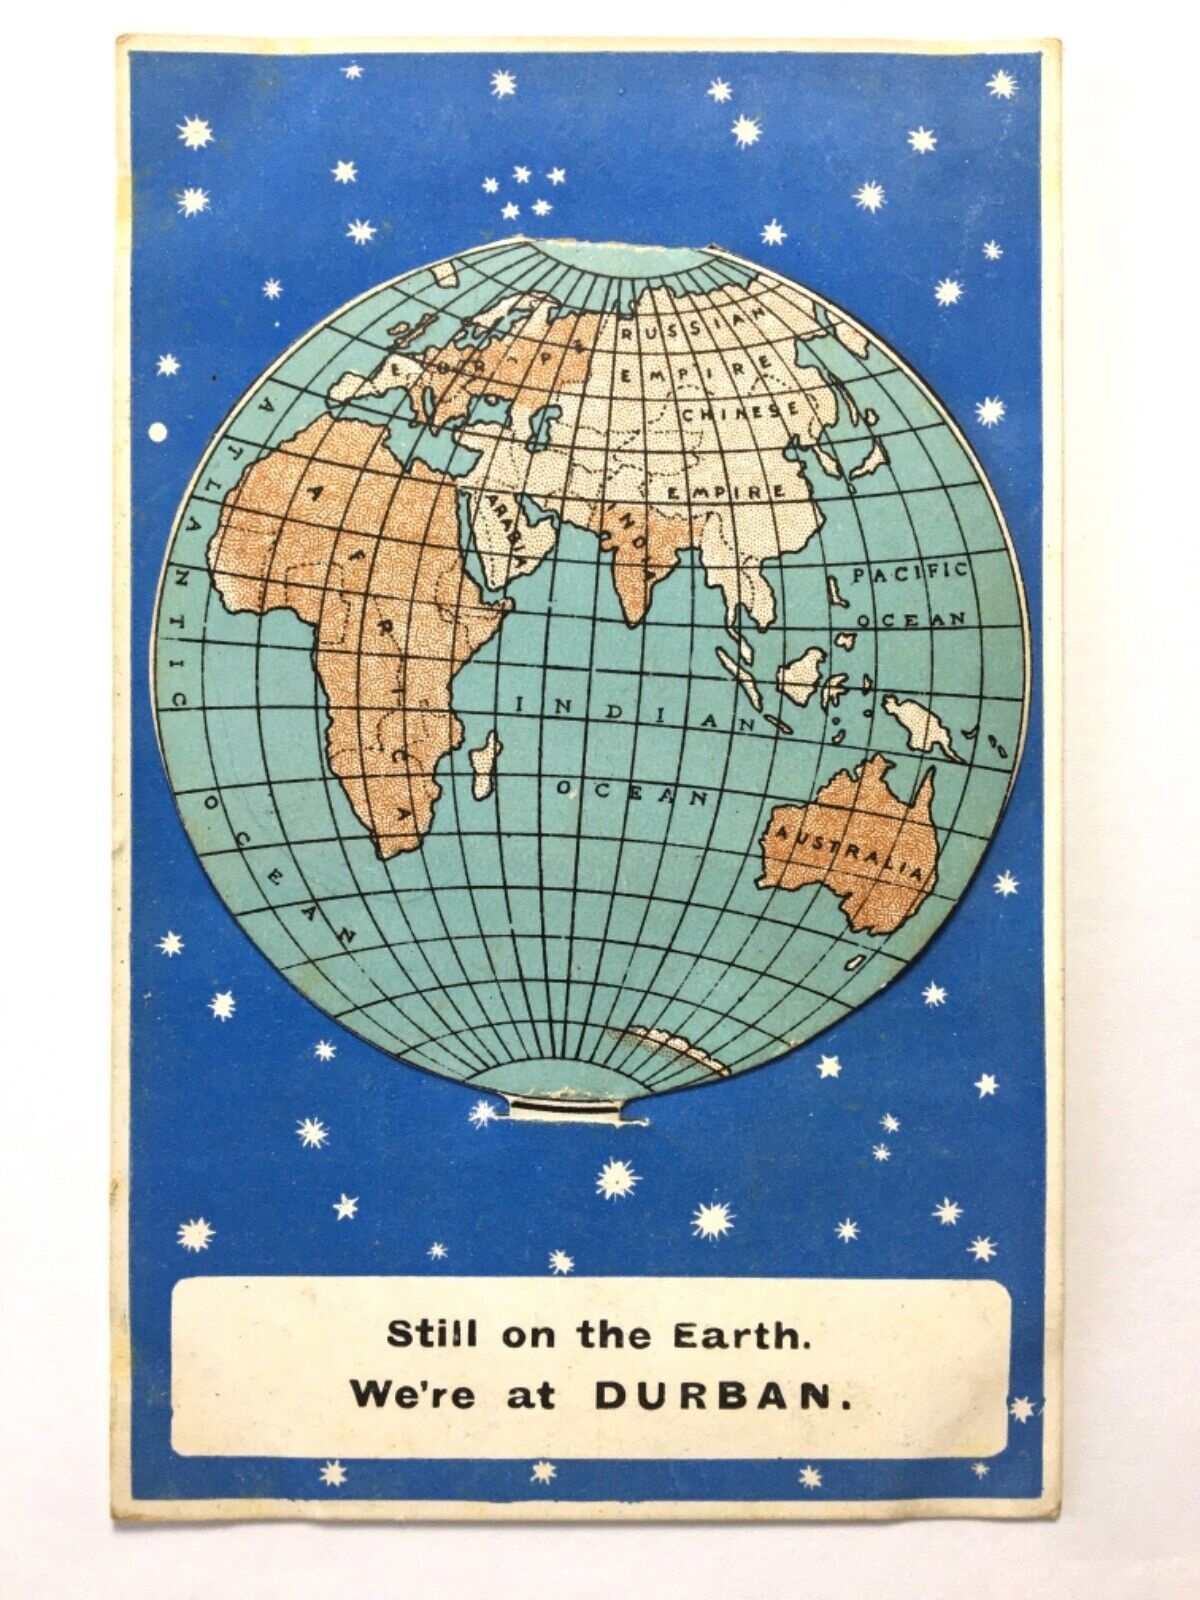 RUSSIAN
EUROPE
EMPIRE
CHINESE
EMPIRE
ATLANTIC
OCEAN
AFRICA
ARABIA
INDIA
PACIFIC
OCEAN
INDIAN
OCEAN
AUSTRALIA
Still on the Earth.
We're at DURBAN.